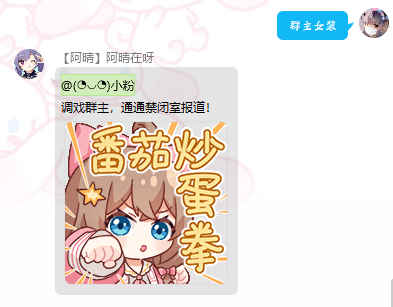 群主女装
【阿晴】阿晴在呀
@(◔◡◔)小粉
调戏群主，通通禁闭室报道！
番茄炒
蛋拳